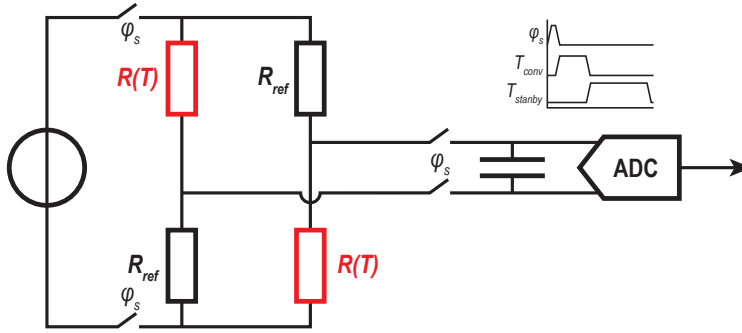 φs
R(T)
Rref
φs
Tconv
Tstanby
φs
ADC
Rref
R(T)
φs